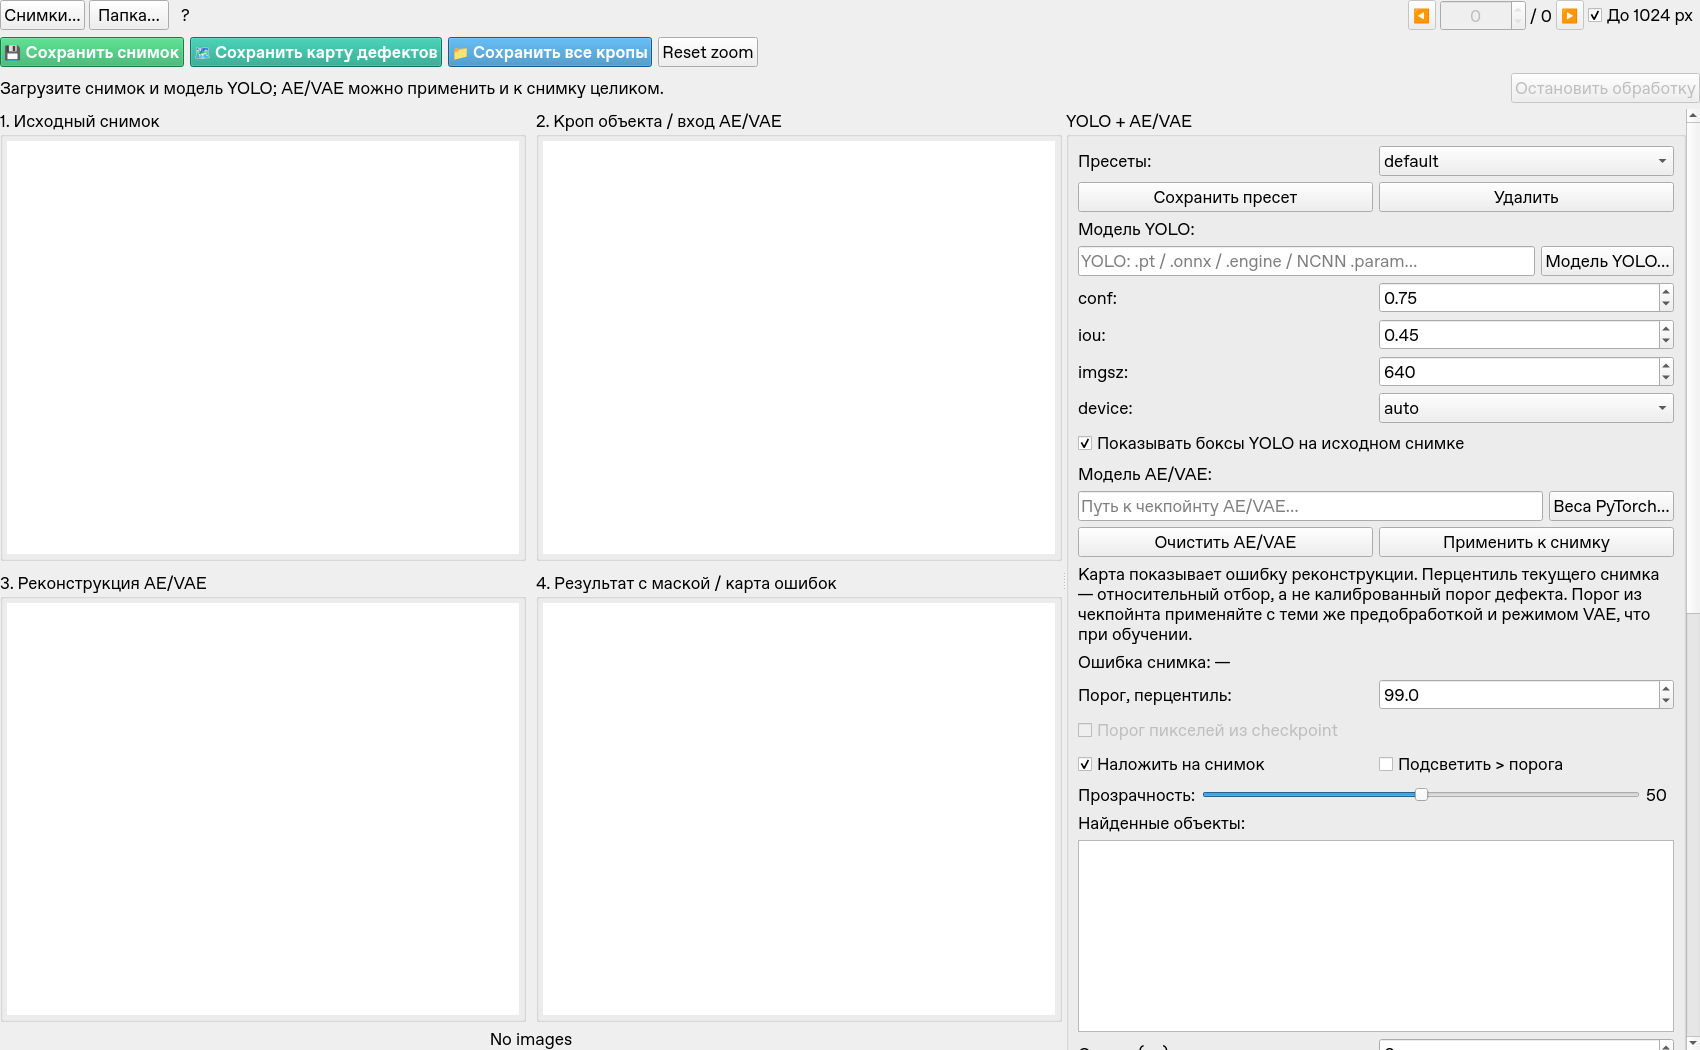 Снимки...
Папка...
?
0
/ 0
До 1024 px
Сохранить снимок
Сохранить карту дефектов
Сохранить все кропы
Reset zoom
Загрузите снимок и модель YOLO; AE/VAE можно применить и к снимку целиком.
Остановить обработку
1. Исходный снимок
2. Кроп объекта / вход AE/VAE
3. Реконструкция AE/VAE
4. Результат с маской / карта ошибок
No images
YOLO + AE/VAE
Пресеты:
default
Сохранить пресет
Удалить
Модель YOLO:
YOLO: .pt / .onnx / .engine / NCNN .param...
Модель YOLO...
conf:
0.75
iou:
0.45
imgsz:
640
device:
auto
Показывать боксы YOLO на исходном снимке
Модель AE/VAE:
Путь к чекпойнту AE/VAE...
Веса PyTorch...
Очистить AE/VAE
Применить к снимку
Карта показывает ошибку реконструкции. Перцентиль текущего снимка
— относительный отбор, а не калиброванный порог дефекта. Порог из
чекпойнта применяйте с теми же предобработкой и режимом VAE, что
при обучении.
Ошибка снимка: —
Порог, перцентиль:
99.0
Порог пикселей из checkpoint
Наложить на снимок
Подсветить > порога
Прозрачность:
50
Найденные объекты: